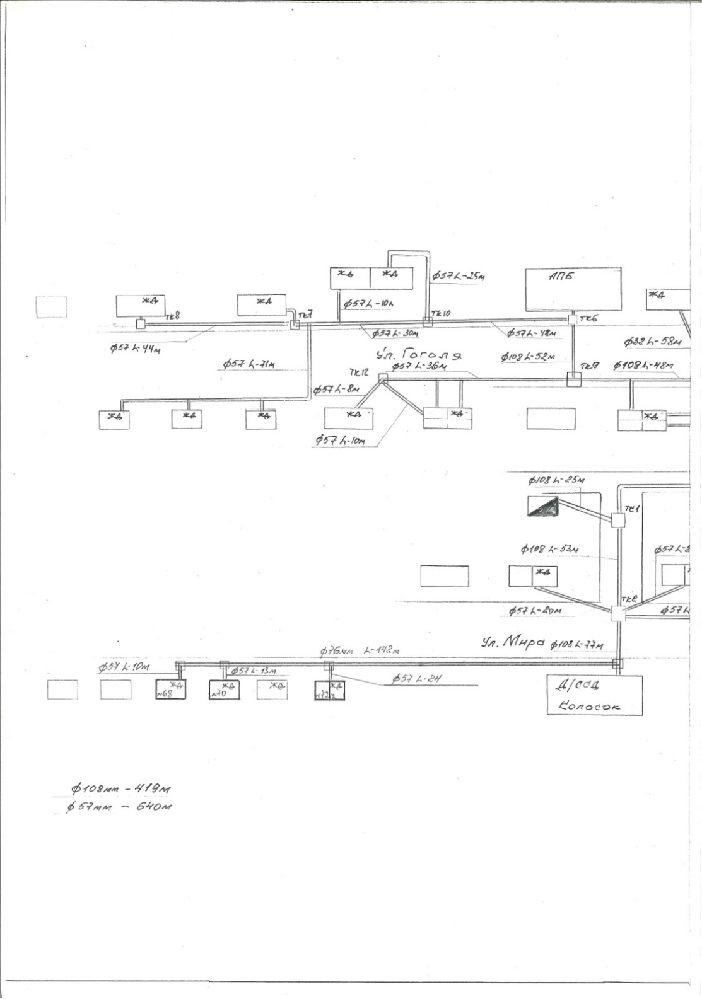 ф57 L-25м
ЖД
ЖД
АПБ
ЖД
ЖД
ЖД
ф57 L-10м
ТК8
ТК7
ТК10
ТК6
ф57 L-44м
ф57 L-30м
ф57 L-48м
ф32 L-58м
Ул. Гоголя
ф57 L-71м
ф57 L-36м
ф108 L-52м
ТК9
ф108 L-48м
ТК12
ф57 L-8м
ЖД
ЖД
ЖД
ЖД
ЖД
ЖД
ф57 L-10м
ф108 L-25м
ТК1
ф108 L-53м
ф57 L-2
ЖД
ТК2
ф57 L-20м
ф57 L
Ул. Мира
ф108 L-77м
ф76мм L-142м
ф57 L-10м
ф57 L-13м
ф57 L-24
ЖД
№68
ЖД
№70
ЖД
ЖД
Д/сад
Колосок
ф108мм - 419м
ф57мм - 640м